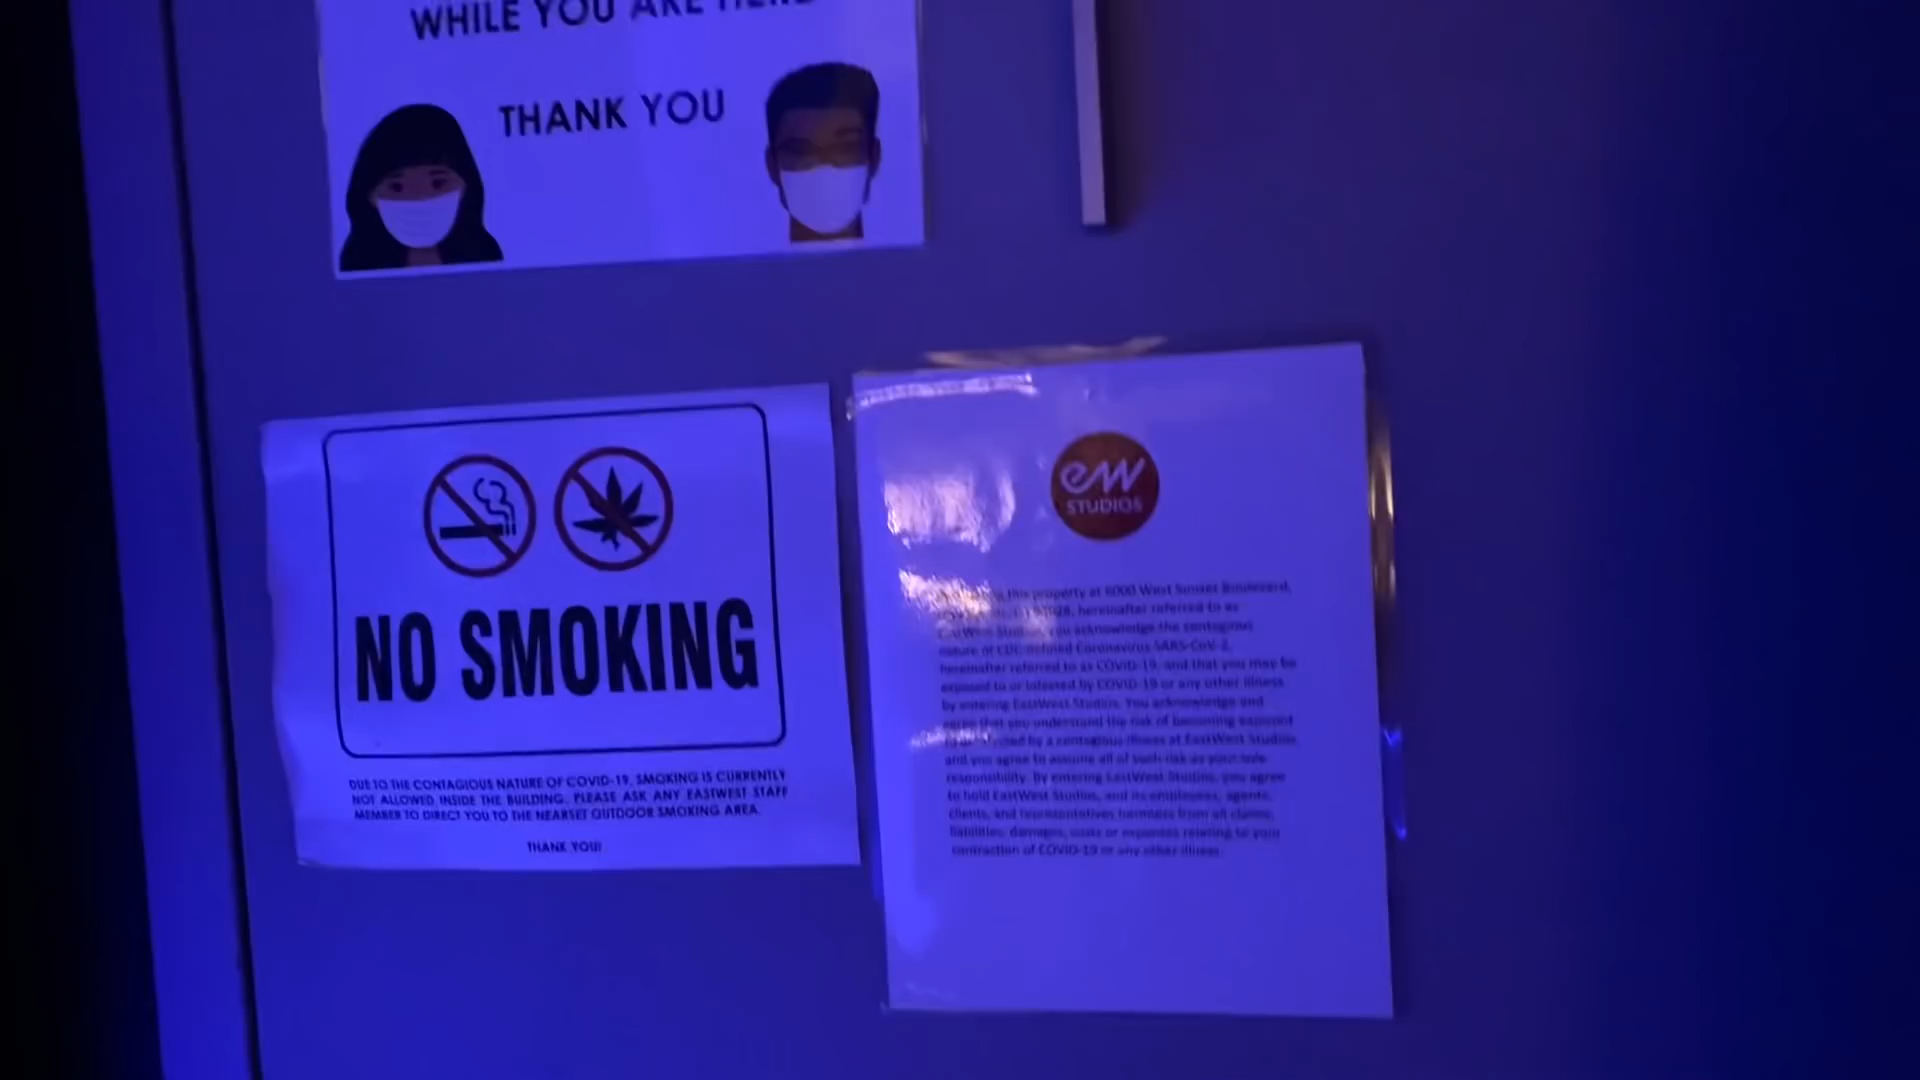 WHILE YOU ARE HERE
THANK YOU
NO SMOKING
DUE TO THE CONTAGIOUS NATURE OF COVID-19, SMOKING IS CURRENTLY
NOT ALLOWED INSIDE THE BUILDING. PLEASE ASK ANY EASTWEST STAFF
MEMBER TO DIRECT YOU TO THE NEARSET OUTDOOR SMOKING AREA.
THANK YOU!
ew
STUDIOS
this property at 6000 West Sunset Boulevard,
hereinafter referred to as
EastWest Studios, you acknowledge the contagious
nature of CDC-defined Coronavirus SARS-CoV-2,
hereinafter referred to as COVID-19, and that you may be
exposed to or infected by COVID-19 or any other illness
by entering EastWest Studios. You acknowledge and
agree that you understand the risk of becoming exposed
by a contagious illness at EastWest Studios
and you agree to assume all of such risk as your sole
responsibility. By entering EastWest Studios, you agree
to hold EastWest Studios, and its employees, agents,
clients, and representatives harmless from all claims,
liabilities, damages, costs or expenses relating to your
contraction of COVID-19 or any other illness.